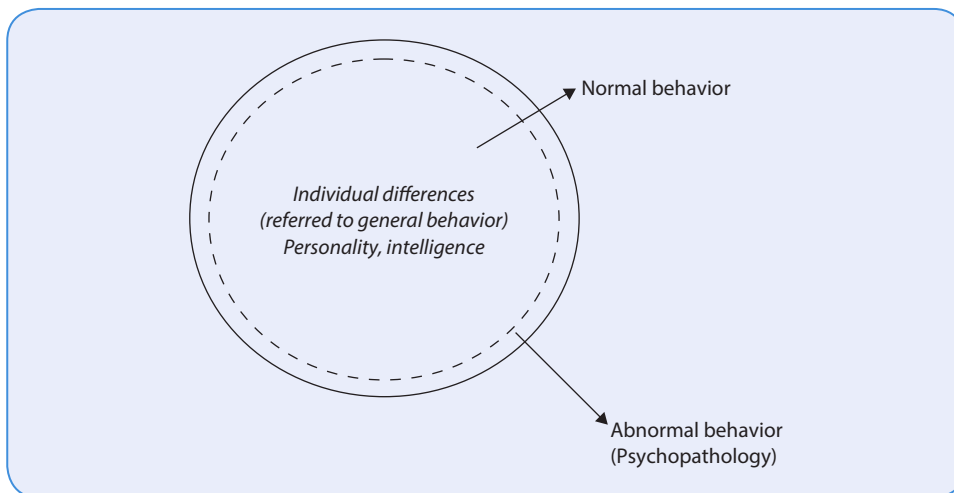 Normal behavior
Individual differences
(referred to general behavior)
Personality, intelligence
Abnormal behavior
(Psychopathology)